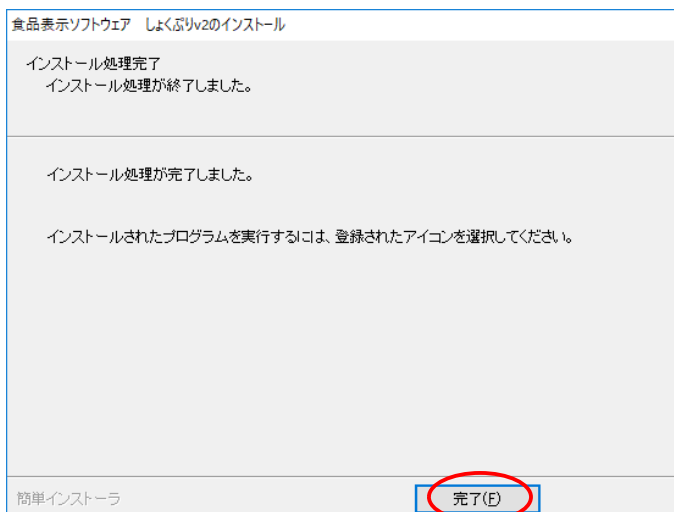 食品表示ソフトウェア　しょくぷりv2のインストール
インストール処理完了
インストール処理が終了しました。
インストール処理が完了しました。
インストールされたプログラムを実行するには、登録されたアイコンを選択してください。
簡単インストーラ
完了(F)